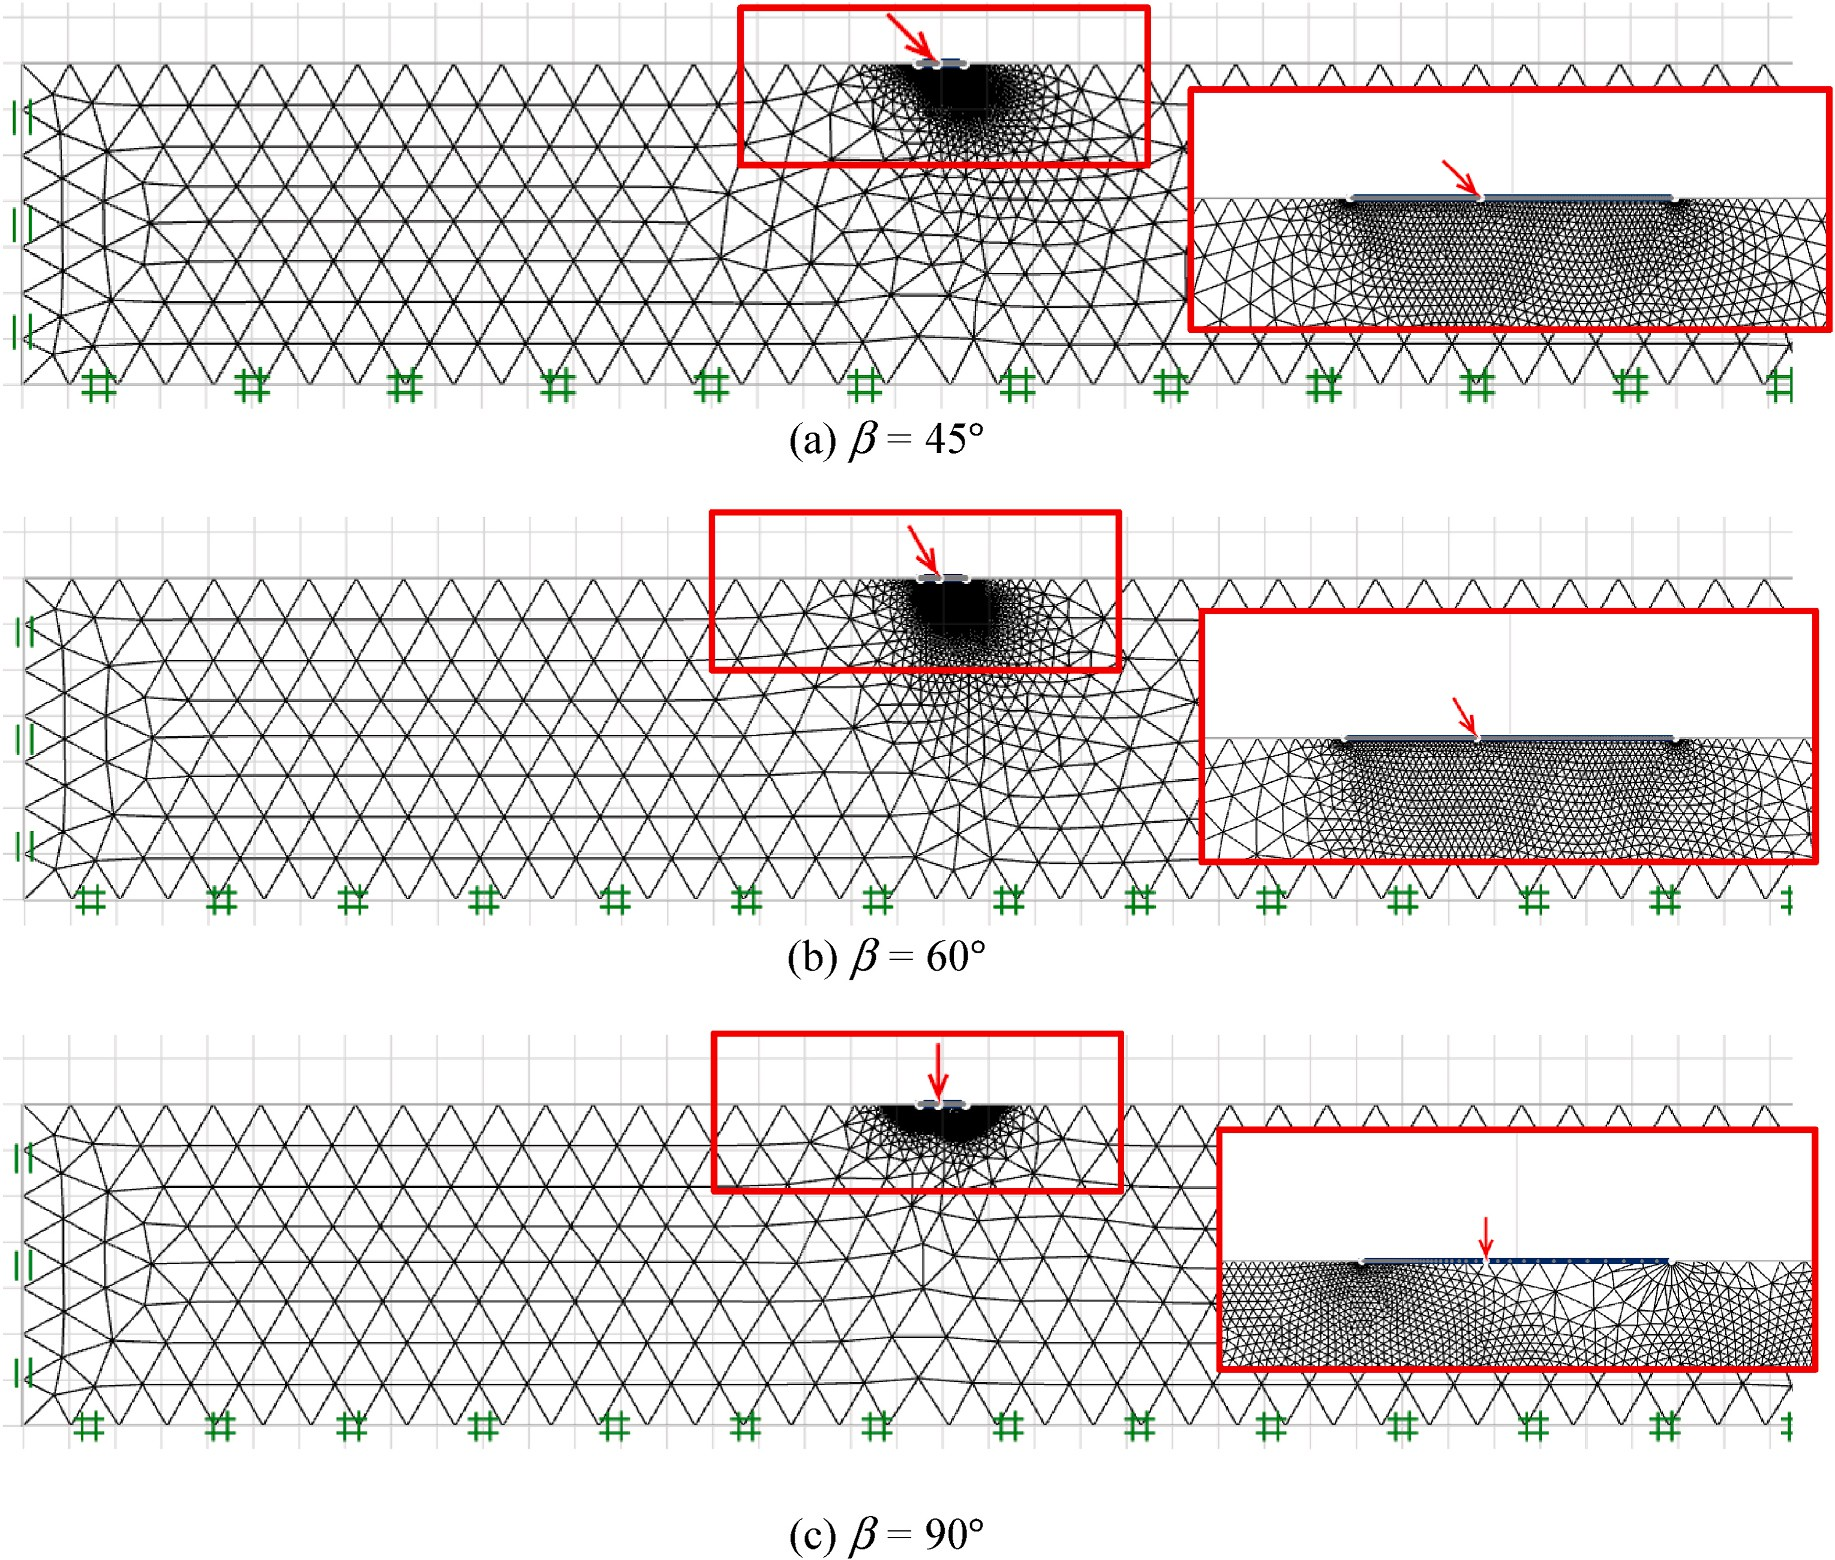 (a) β = 45°
(b) β = 60°
(c) β = 90°